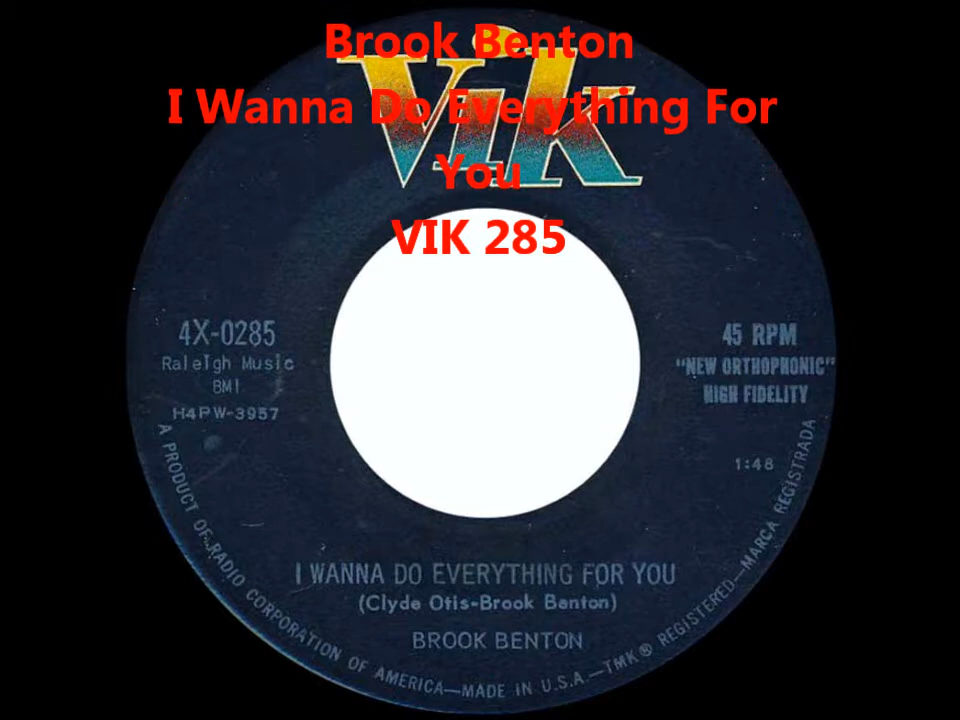 Brook Benton
I Wanna Do Everything For
You
VIK 285
Vik
4X-0285
Raleigh Music
BMI
H4PW-3957
45 RPM
"NEW ORTHOPHONIC"
HIGH FIDELITY
1:48
I WANNA DO EVERYTHING FOR YOU
(Clyde Otis-Brook Benton)
BROOK BENTON
A PRODUCT OF RADIO CORPORATION OF AMERICA—MADE IN U.S.A.—TMK ® REGISTERED—MARCA REGISTRADA